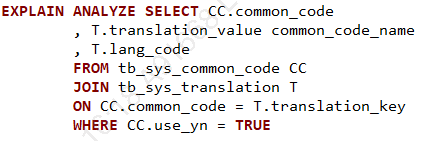 EXPLAIN ANALYZE SELECT CC.common_code
, T.translation_value common_code_name
, T.lang_code
FROM tb_sys_common_code CC
JOIN tb_sys_translation T
ON CC.common_code = T.translation_key
WHERE CC.use_yn = TRUE